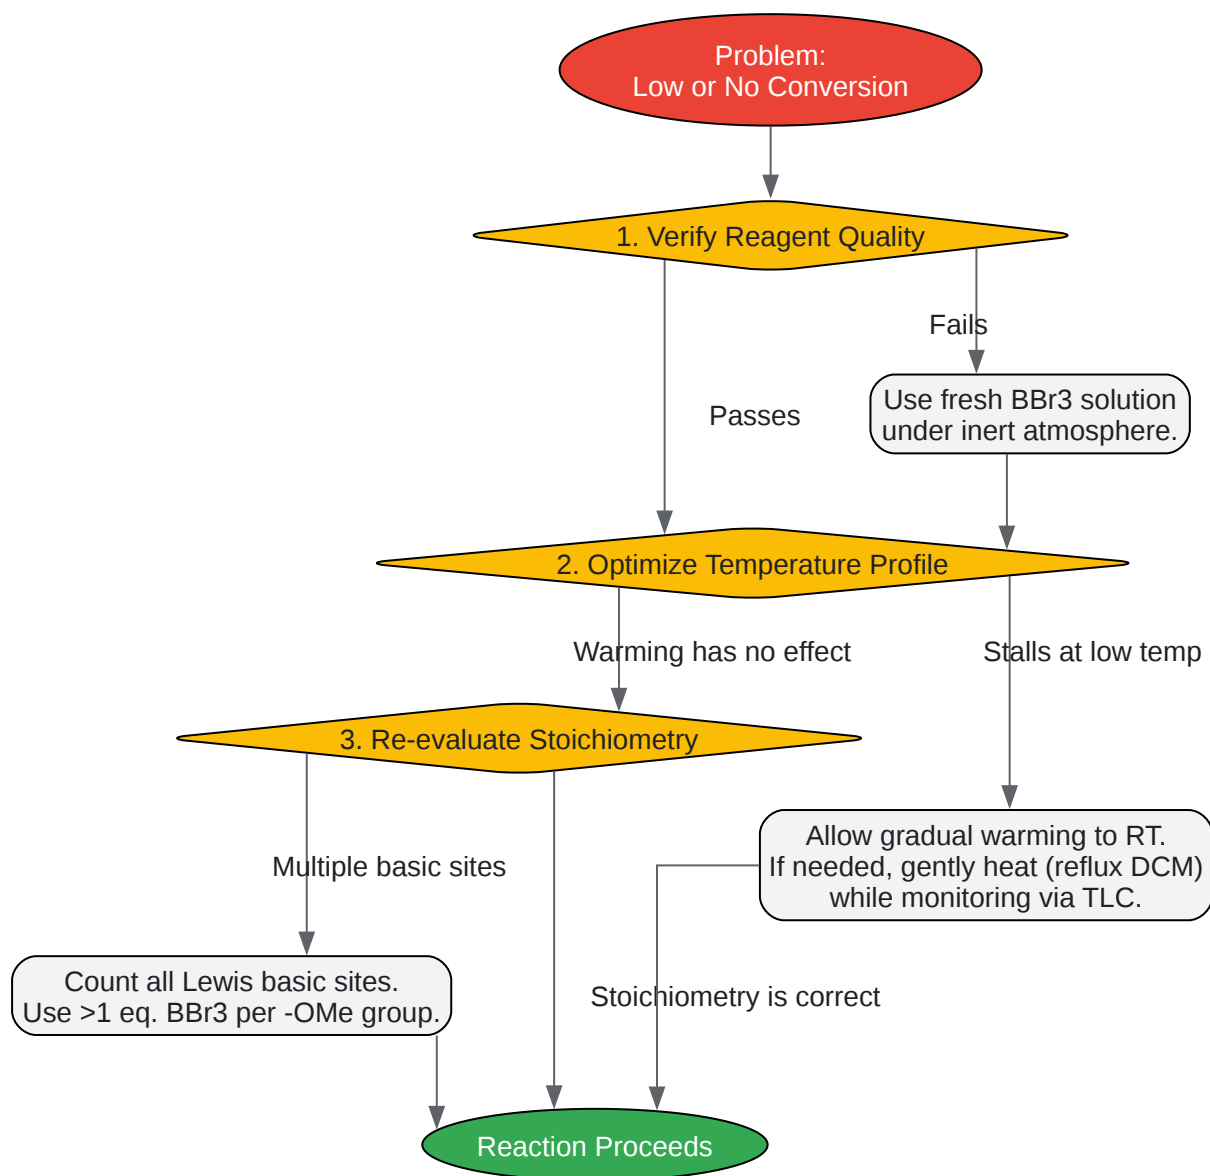 Problem:
Low or No Conversion
1. Verify Reagent Quality
Fails
Use fresh BBr3 solution
under inert atmosphere.
Passes
2. Optimize Temperature Profile
Warming has no effect
Stalls at low temp
3. Re-evaluate Stoichiometry
Allow gradual warming to RT.
If needed, gently heat (reflux DCM)
while monitoring via TLC.
Multiple basic sites
Count all Lewis basic sites.
Use >1 eq. BBr3 per -OMe group.
Stoichiometry is correct
Reaction Proceeds